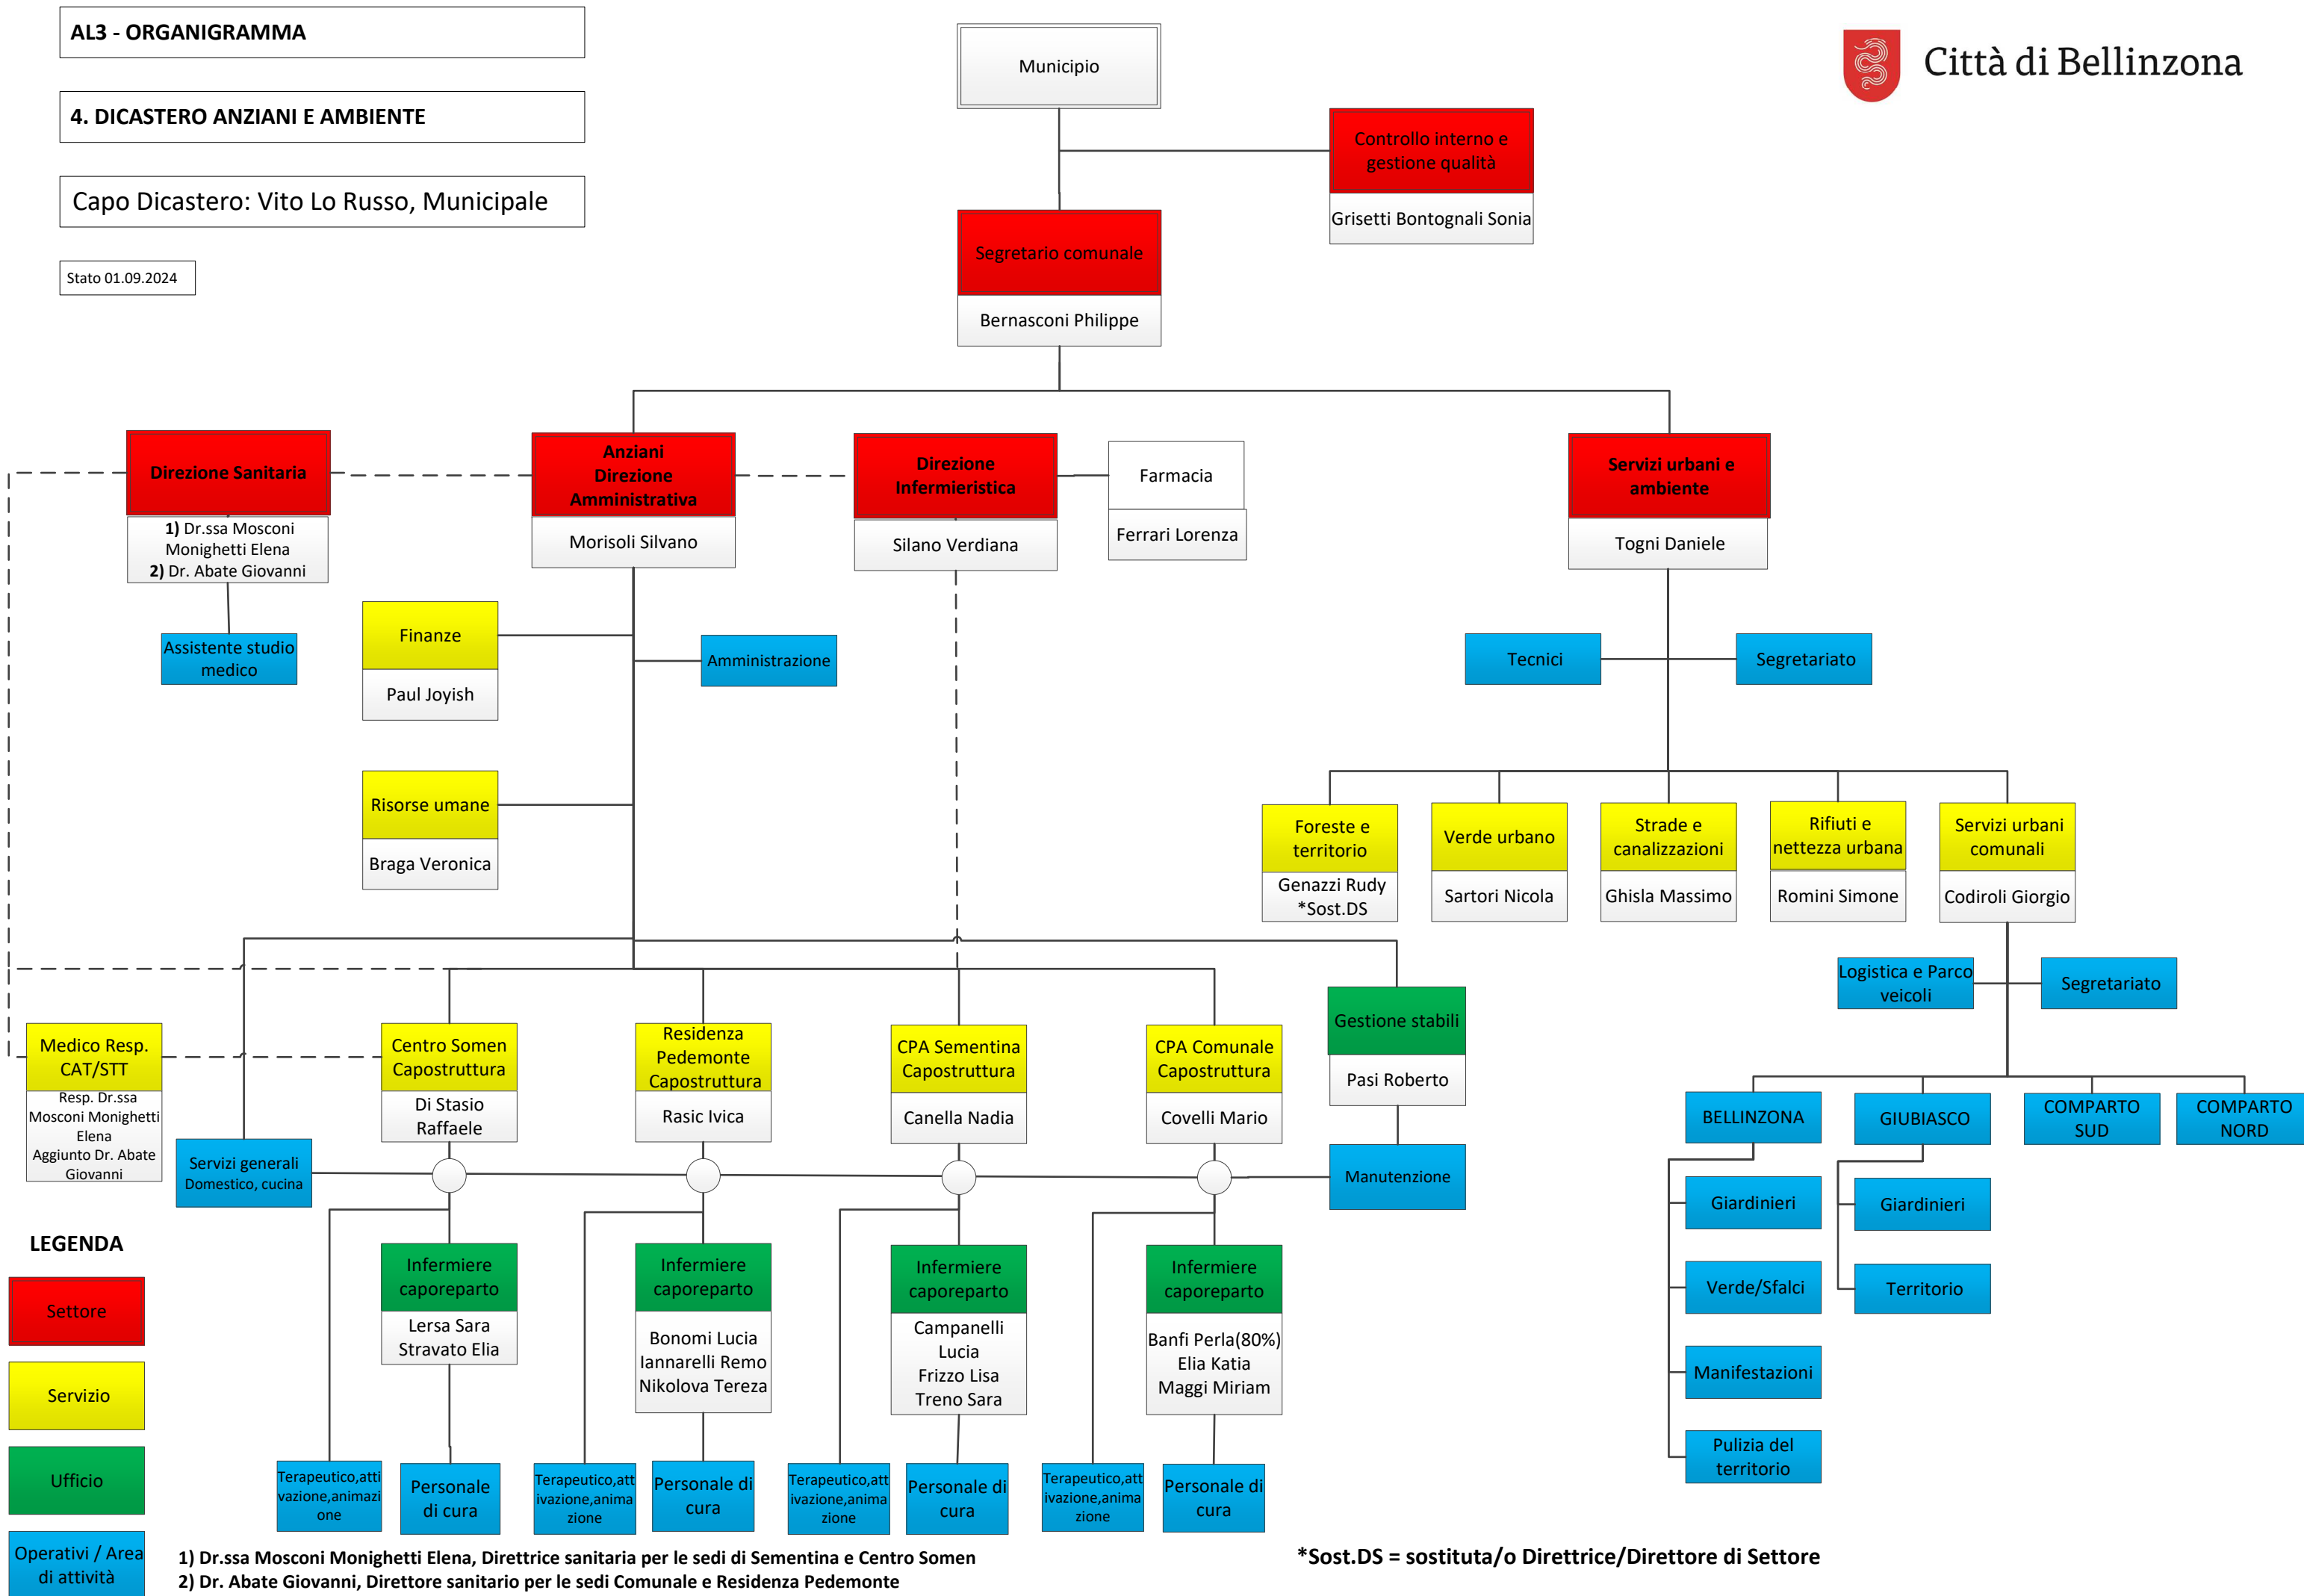 AL3 - ORGANIGRAMMA
4. DICASTERO ANZIANI E AMBIENTE
Capo Dicastero: Vito Lo Russo, Municipale
Stato 01.09.2024
Città di Bellinzona
Municipio
Controllo interno e
gestione qualità
Grisetti Bontognali Sonia
Segretario comunale
Bernasconi Philippe
Direzione Sanitaria
1) Dr.ssa Mosconi
Monighetti Elena
2) Dr. Abate Giovanni
Assistente studio
medico
Anziani
Direzione
Amministrativa
Morisoli Silvano
Direzione
Infermieristica
Silano Verdiana
Farmacia
Ferrari Lorenza
Servizi urbani e
ambiente
Togni Daniele
Finanze
Paul Joyish
Amministrazione
Risorse umane
Braga Veronica
Tecnici
Segretariato
Foreste e
territorio
Genazzi Rudy
*Sost.DS
Verde urbano
Sartori Nicola
Strade e
canalizzazioni
Ghisla Massimo
Rifiuti e
nettezza urbana
Romini Simone
Servizi urbani
comunali
Codiroli Giorgio
Logistica e Parco
veicoli
Segretariato
Medico Resp.
CAT/STT
Resp. Dr.ssa
Mosconi Monighetti
Elena
Aggiunto Dr. Abate
Giovanni
Servizi generali
Domestico, cucina
Centro Somen
Capostruttura
Di Stasio
Raffaele
Residenza
Pedemonte
Capostruttura
Rasic Ivica
CPA Sementina
Capostruttura
Canella Nadia
CPA Comunale
Capostruttura
Covelli Mario
Gestione stabili
Pasi Roberto
Manutenzione
BELLINZONA
GIUBIASCO
COMPARTO
SUD
COMPARTO
NORD
Giardinieri
Verde/Sfalci
Manifestazioni
Pulizia del
territorio
Giardinieri
Territorio
Infermiere
caporeparto
Lersa Sara
Stravato Elia
Infermiere
caporeparto
Bonomi Lucia
Iannarelli Remo
Nikolova Tereza
Infermiere
caporeparto
Campanelli
Lucia
Frizzo Lisa
Treno Sara
Infermiere
caporeparto
Banfi Perla(80%)
Elia Katia
Maggi Miriam
Terapeutico,atti
vazione,animazi
one
Personale
di cura
Terapeutico,att
ivazione,anima
zione
Personale di
cura
Terapeutico,att
ivazione,anima
zione
Personale di
cura
Terapeutico,att
ivazione,anima
zione
Personale di
cura
LEGENDA
Settore
Servizio
Ufficio
Operativi / Area
di attività
1) Dr.ssa Mosconi Monighetti Elena, Direttrice sanitaria per le sedi di Sementina e Centro Somen
2) Dr. Abate Giovanni, Direttore sanitario per le sedi Comunale e Residenza Pedemonte
*Sost.DS = sostituta/o Direttrice/Direttore di Settore